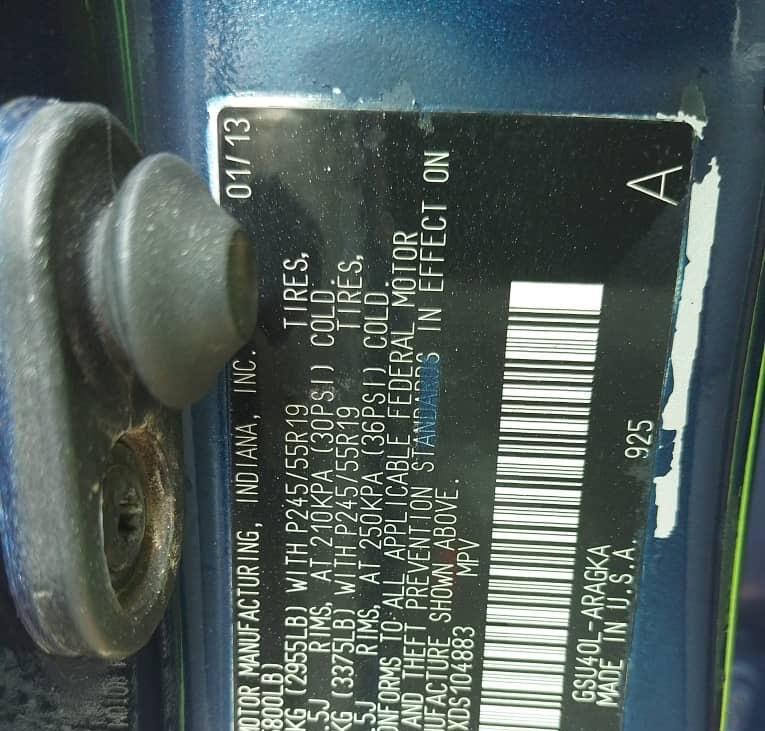 MOTOR MANUFACTURING, INDIANA, INC. 01/13
800LB)
KG (2955LB) WITH P245/55R19 TIRES,
.5J RIMS, AT 210KPA (30PSI) COLD.
KG (3375LB) WITH P245/55R19 TIRES,
.5J RIMS, AT 250KPA (36PSI) COLD.
ONFORMS TO ALL APPLICABLE FEDERAL MOTOR
AND THEFT PREVENTION STANDARDS IN EFFECT ON
UFACTURE SHOWN ABOVE.
XDS104883 MPV
GSU40L-ARAGKA 925
MADE IN U.S.A. A